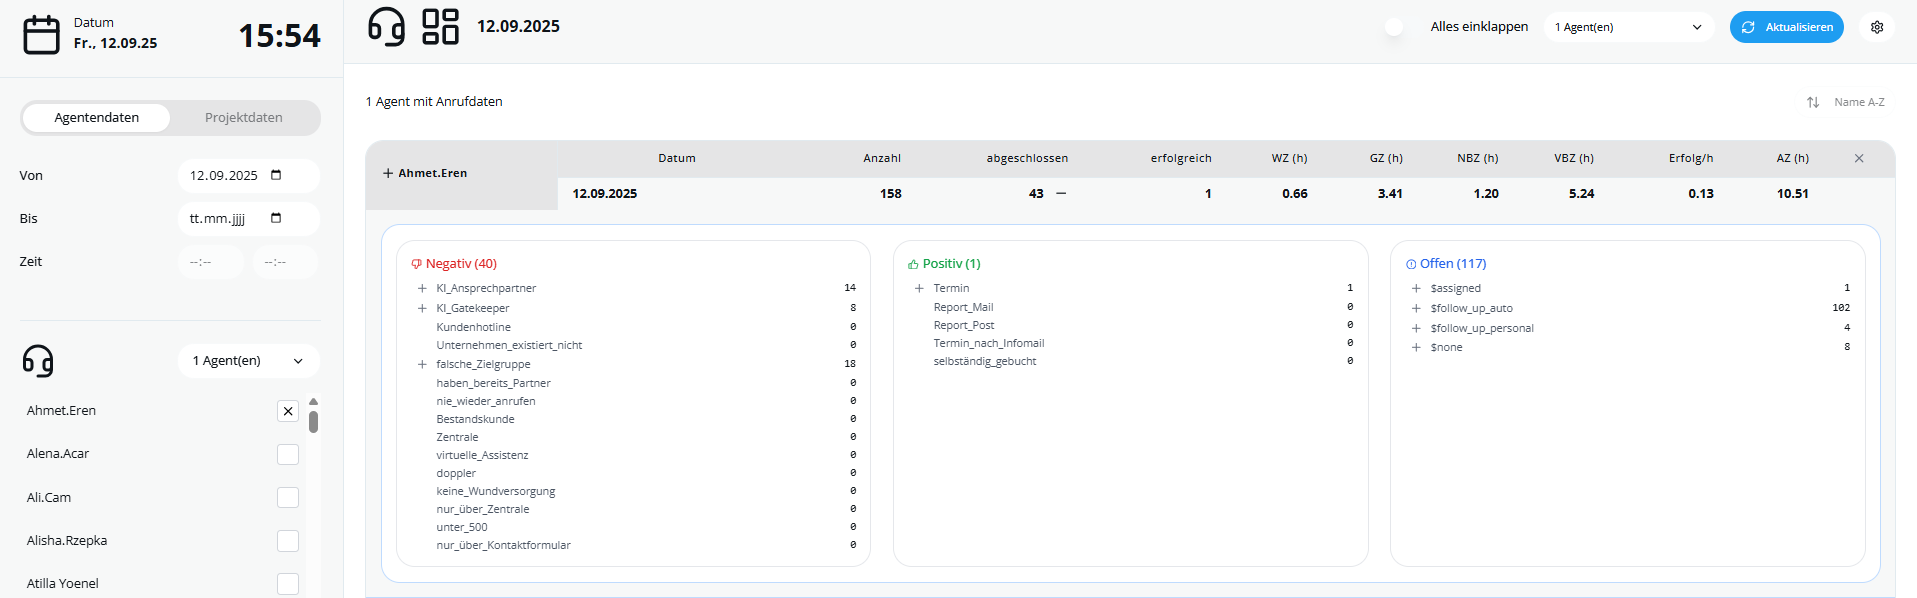 Datum
Fr., 12.09.25
15:54
12.09.2025
Alles einklappen
1 Agent(en)
Aktualisieren
Agentendaten
Projektdaten
Von
12.09.2025
Bis
tt.mm.jjjj
Zeit
--:--
--:--
1 Agent(en)
Ahmet.Eren
Alena.Acar
Ali.Cam
Alisha.Rzepka
Atilla Yoenel
1 Agent mit Anrufdaten
Name A-Z
+ Ahmet.Eren
Datum Anzahl abgeschlossen erfolgreich WZ (h) GZ (h) NBZ (h) VBZ (h) Erfolg/h AZ (h)
12.09.2025 158 43 – 1 0.66 3.41 1.20 5.24 0.13 10.51
Negativ (40)
+ KI_Ansprechpartner 14
+ KI_Gatekeeper 8
Kundenhotline 0
Unternehmen_existiert_nicht 0
+ falsche_Zielgruppe 18
haben_bereits_Partner 0
nie_wieder_anrufen 0
Bestandskunde 0
Zentrale 0
virtuelle_Assistenz 0
doppler 0
keine_Wundversorgung 0
nur_über_Zentrale 0
unter_500 0
nur_über_Kontaktformular 0
Positiv (1)
+ Termin 1
Report_Mail 0
Report_Post 0
Termin_nach_Infomail 0
selbständig_gebucht 0
Offen (117)
+ $assigned 1
+ $follow_up_auto 102
+ $follow_up_personal 4
+ $none 8